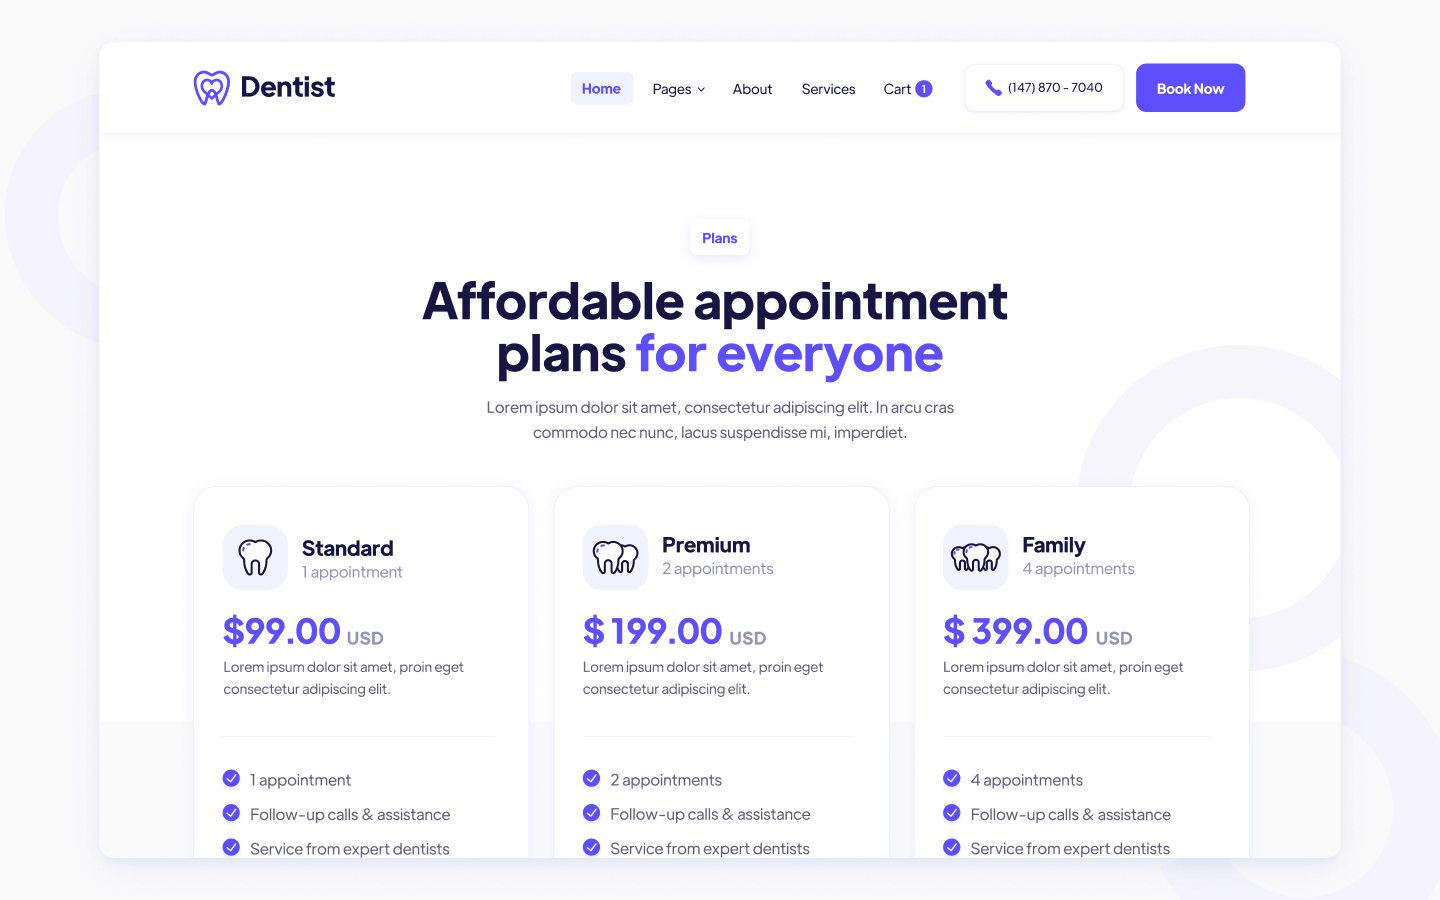 Dentist
Home Pages About Services Cart 1 (147) 870 - 7040 Book Now
Plans
Affordable appointment
plans for everyone
Lorem ipsum dolor sit amet, consectetur adipiscing elit. In arcu cras
commodo nec nunc, lacus suspendisse mi, imperdiet.
Standard
1 appointment
$99.00 USD
Lorem ipsum dolor sit amet, proin eget
consectetur adipiscing elit.
1 appointment
Follow-up calls & assistance
Service from expert dentists
Premium
2 appointments
$ 199.00 USD
Lorem ipsum dolor sit amet, proin eget
consectetur adipiscing elit.
2 appointments
Follow-up calls & assistance
Service from expert dentists
Family
4 appointments
$ 399.00 USD
Lorem ipsum dolor sit amet, proin eget
consectetur adipiscing elit.
4 appointments
Follow-up calls & assistance
Service from expert dentists